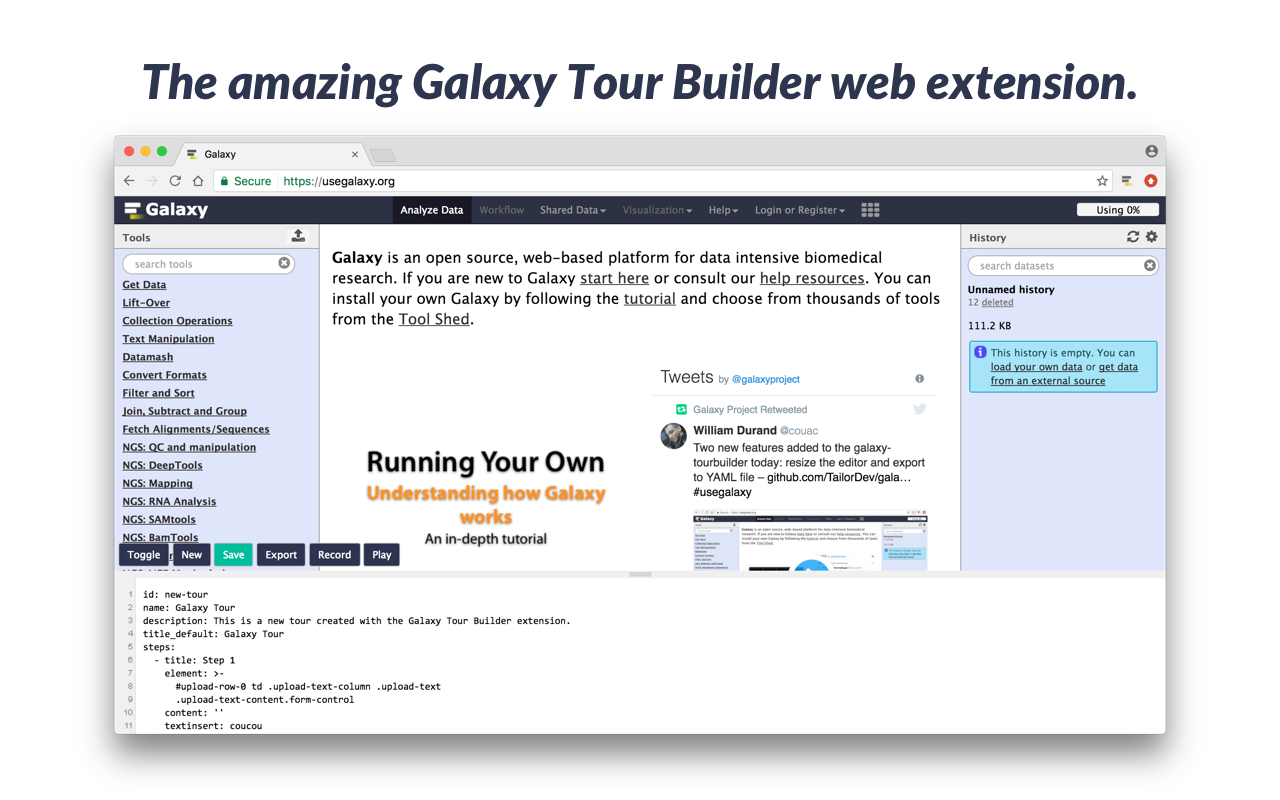 The amazing Galaxy Tour Builder web extension.
Galaxy
Secure https://usegalaxy.org
Galaxy
Analyze Data Workflow Shared Data Visualization Help Login or Register
Using 0%
Tools
search tools
Get Data
Lift-Over
Collection Operations
Text Manipulation
Datamash
Convert Formats
Filter and Sort
Join, Subtract and Group
Fetch Alignments/Sequences
NGS: QC and manipulation
NGS: DeepTools
NGS: Mapping
NGS: RNA Analysis
NGS: SAMtools
NGS: BamTools
Galaxy is an open source, web-based platform for data intensive biomedical
research. If you are new to Galaxy start here or consult our help resources. You can
install your own Galaxy by following the tutorial and choose from thousands of tools
from the Tool Shed.
Running Your Own
Understanding how Galaxy
works
An in-depth tutorial
Tweets by @galaxyproject
Galaxy Project Retweeted
William Durand @couac
Two new features added to the galaxy-
tourbuilder today: resize the editor and export
to YAML file – github.com/TailorDev/gala…
#usegalaxy
History
search datasets
Unnamed history
12 deleted
111.2 KB
This history is empty. You can
load your own data or get data
from an external source
Toggle New Save Export Record Play
1 id: new-tour
2 name: Galaxy Tour
3 description: This is a new tour created with the Galaxy Tour Builder extension.
4 title_default: Galaxy Tour
5 steps:
6 - title: Step 1
7 element: >-
8 #upload-row-0 td .upload-text-column .upload-text
9 .upload-text-content.form-control
10 content: ''
11 textinsert: coucou